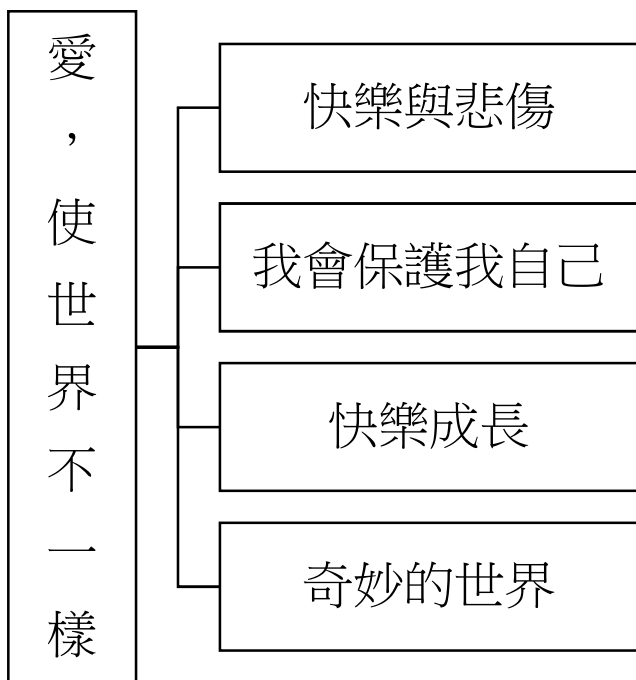 愛，使世界不一樣
快樂與悲傷
我會保護我自己
快樂成長
奇妙的世界